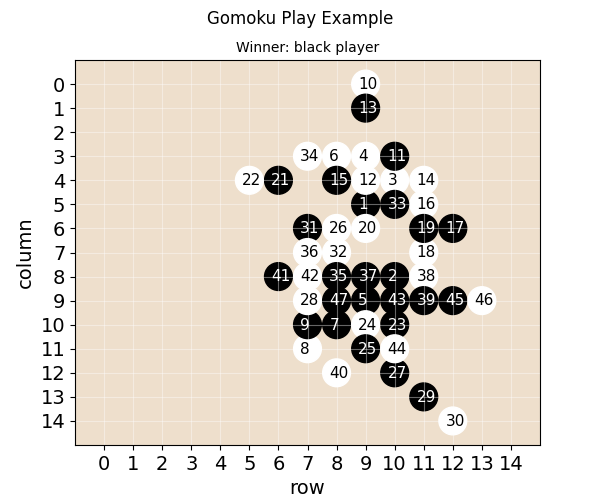 Gomoku Play Example
Winner: black player
0 10
1 13
2
3 34 6 4 11
4 22 21 15 12 3 14
5 1 33 16
6 31 26 20 19 17
7 36 32 18
8 41 42 35 37 2 38
9 28 47 5 43 39 45 46
10 9 7 24 23
11 8 25 44
12 40 27
13 29
14 30
column
0 1 2 3 4 5 6 7 8 9 10 11 12 13 14
row